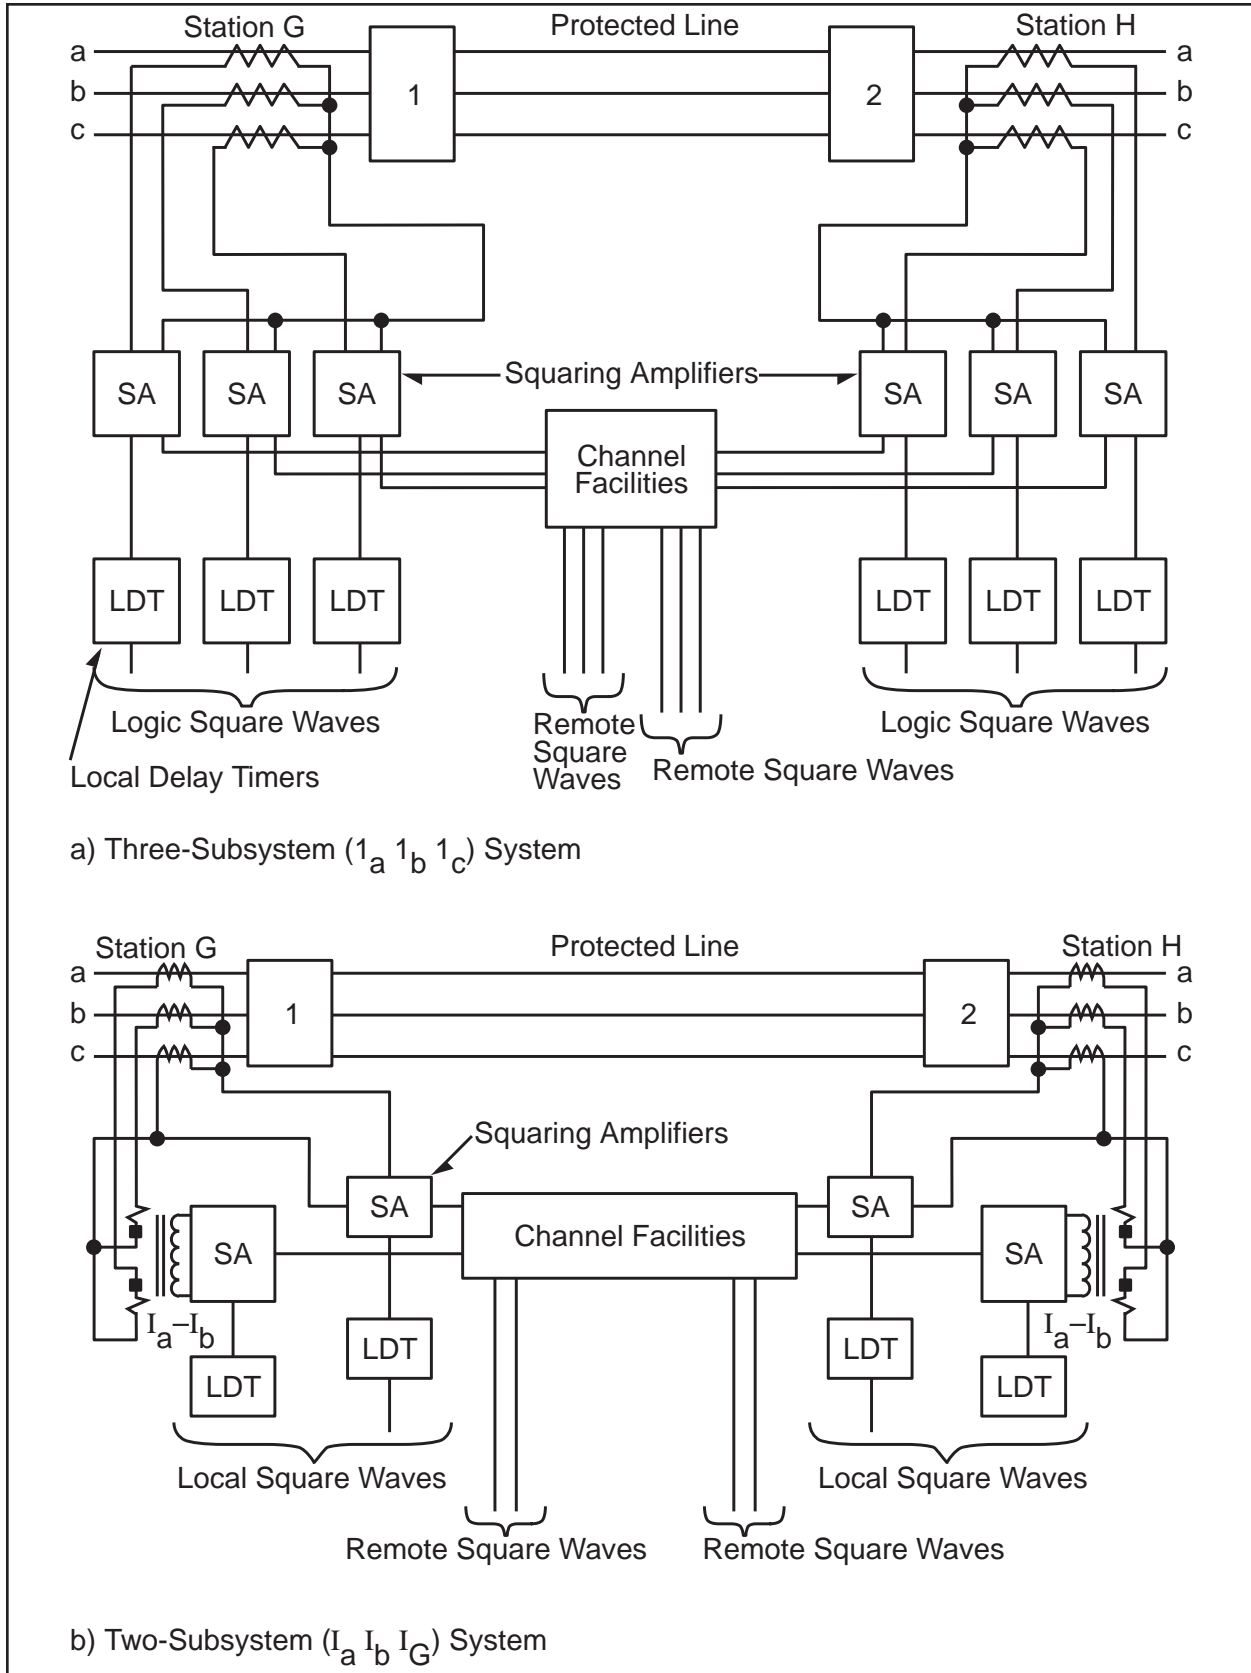 Station G
Protected Line
Station H
a
a
b
b
c
c
1
2
SA
SA
SA
Squaring Amplifiers
SA
SA
SA
Channel
Facilities
LDT
LDT
LDT
LDT
LDT
LDT
Logic Square Waves
Remote
Square
Waves
Remote Square Waves
Logic Square Waves
Local Delay Timers
a) Three-Subsystem (1a 1b 1c) System
Station G
Protected Line
Station H
a
a
b
b
c
c
1
2
Squaring Amplifiers
SA
SA
SA
Channel Facilities
SA
Ia–Ib
Ia–Ib
LDT
LDT
LDT
LDT
Local Square Waves
Local Square Waves
Remote Square Waves
Remote Square Waves
b) Two-Subsystem (Ia Ib IG) System